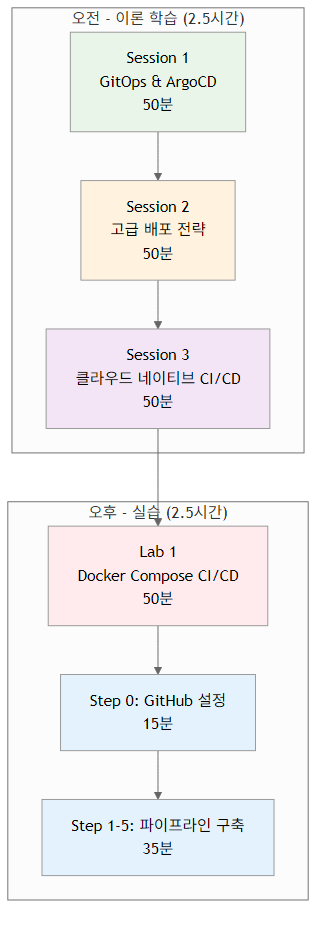 오전 - 이론 학습 (2.5시간)
Session 1
GitOps & ArgoCD
50분
Session 2
고급 배포 전략
50분
Session 3
클라우드 네이티브 CI/CD
50분
오후 - 실습 (2.5시간)
Lab 1
Docker Compose CI/CD
50분
Step 0: GitHub 설정
15분
Step 1-5: 파이프라인 구축
35분